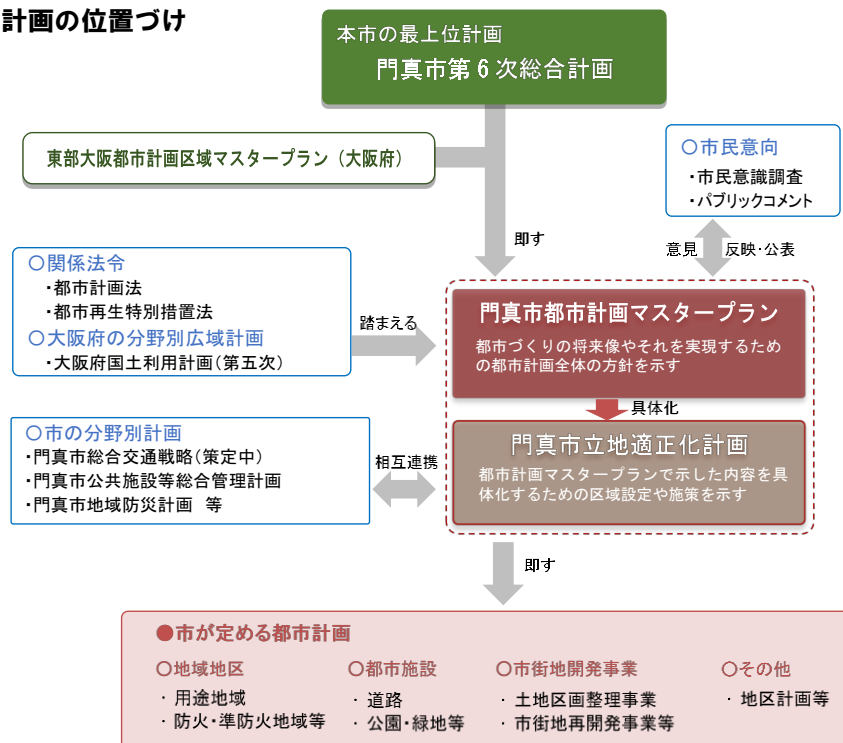 計画の位置づけ
本市の最上位計画
門真市第6次総合計画
東部大阪都市計画区域マスタープラン（大阪府）
○市民意向
・市民意識調査
・パブリックコメント
即す
意見
反映・公表
○関係法令
・都市計画法
・都市再生特別措置法
○大阪府の分野別広域計画
・大阪府国土利用計画（第五次）
踏まえる
門真市都市計画マスタープラン
都市づくりの将来像やそれを実現するため
の都市計画全体の方針を示す
具体化
○市の分野別計画
・門真市総合交通戦略（策定中）
・門真市公共施設等総合管理計画
・門真市地域防災計画　等
相互連携
門真市立地適正化計画
都市計画マスタープランで示した内容を具
体化するための区域設定や施策を示す
即す
●市が定める都市計画
○地域地区
・用途地域
・防火・準防火地域等
○都市施設
・道路
・公園・緑地等
○市街地開発事業
・土地区画整理事業
・市街地再開発事業等
○その他
・地区計画等